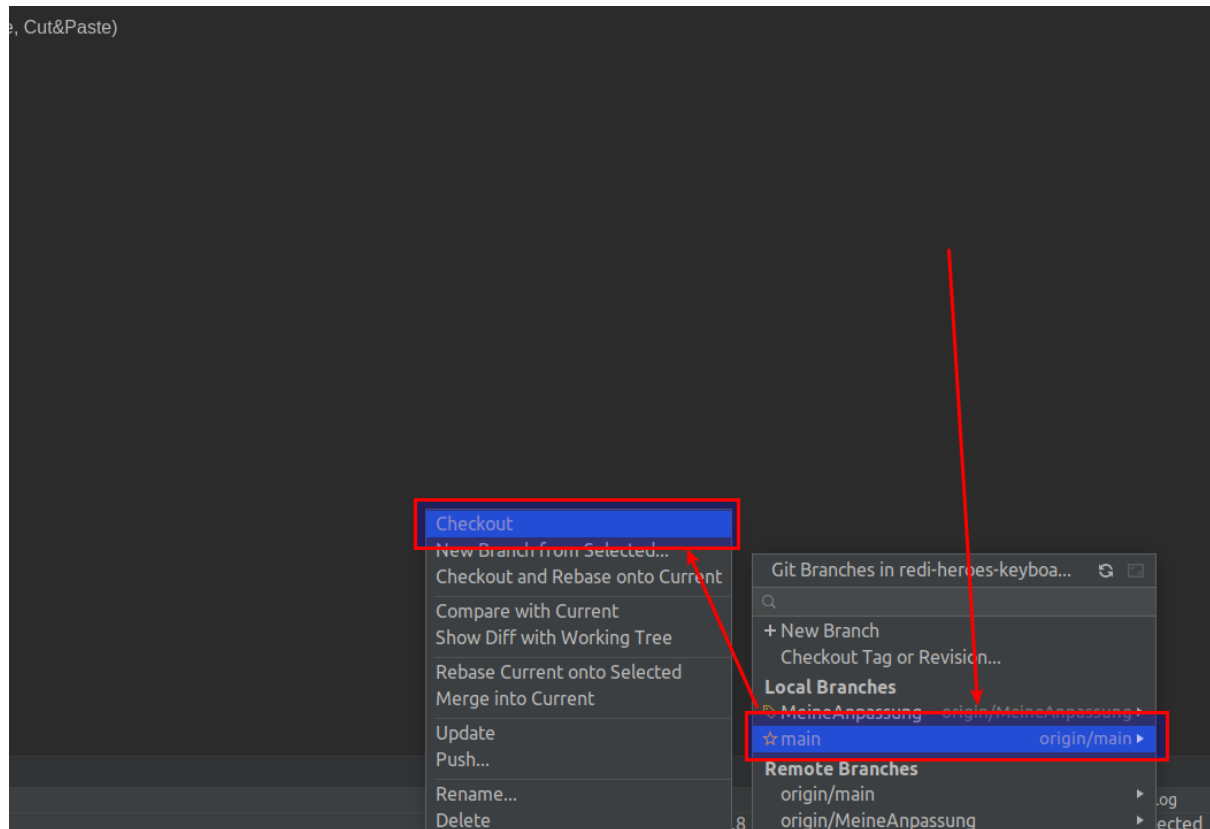 , Cut&Paste)
Checkout
New Branch from Selected...
Checkout and Rebase onto Current
Compare with Current
Show Diff with Working Tree
Rebase Current onto Selected
Merge into Current
Update
Push...
Rename...
Delete
Git Branches in redi-heroes-keyboa...
+ New Branch
Checkout Tag or Revision...
Local Branches
MeineAnpassung origin/MeineAnpassung
main origin/main
Remote Branches
origin/main
origin/MeineAnpassung
.8